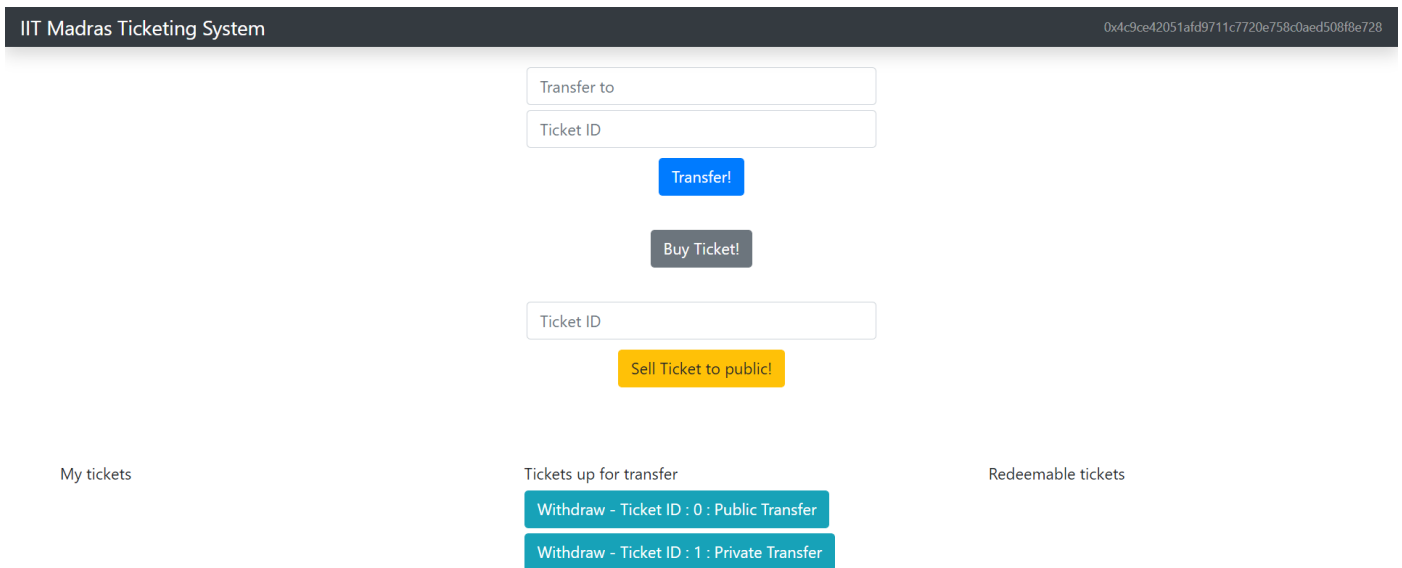 IIT Madras Ticketing System
0x4c9ce42051afd9711c7720e758c0aed508f8e728
Transfer to
Ticket ID
Transfer!
Buy Ticket!
Ticket ID
Sell Ticket to public!
My tickets
Tickets up for transfer
Redeemable tickets
Withdraw - Ticket ID : 0 : Public Transfer
Withdraw - Ticket ID : 1 : Private Transfer